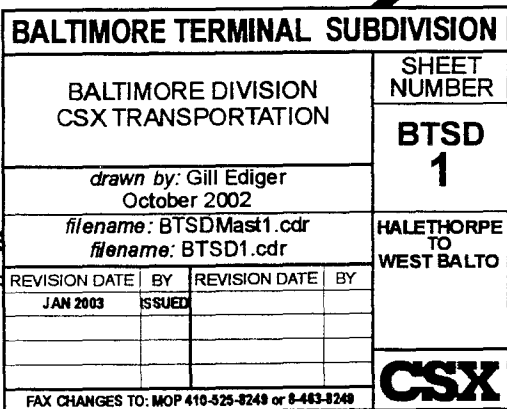 BALTIMORE TERMINAL SUBDIVISION
BALTIMORE DIVISION
CSX TRANSPORTATION
drawn by: Gill Ediger
October 2002
filename: BTSDMast1.cdr
filename: BTSD1.cdr
SHEET
NUMBER
BTSD
1
HALETHORPE
TO
WEST BALTO
REVISION DATE BY REVISION DATE BY
JAN 2003 ISSUED
FAX CHANGES TO: MOP 410-525-8249 or 8-463-8249
CSX